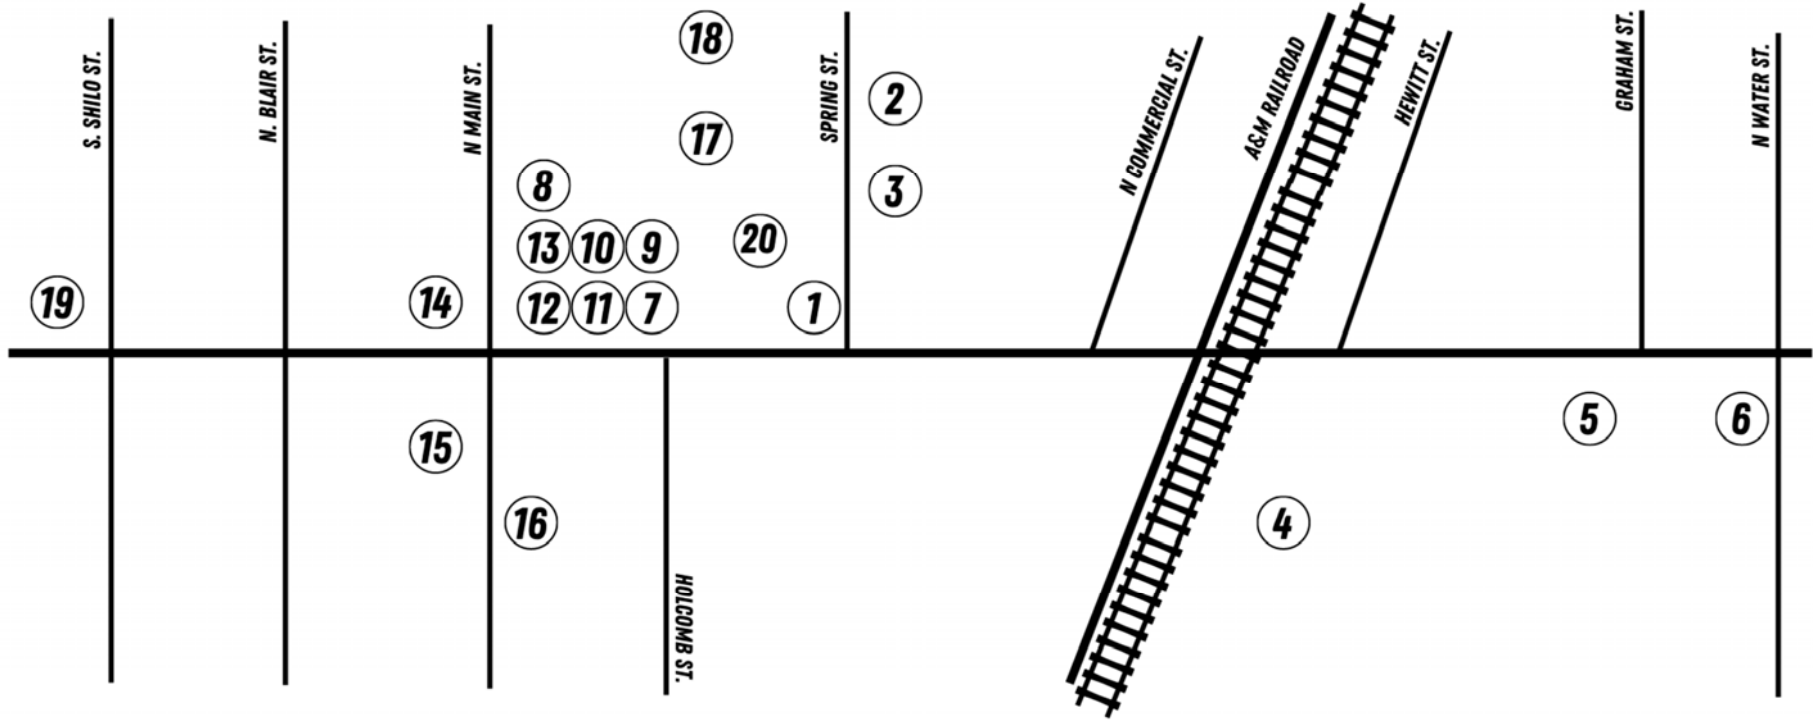 S. SHILO ST.
N. BLAIR ST.
N MAIN ST.
SPRING ST.
N COMMERCIAL ST.
A&M RAILROAD
HEWITT ST.
GRAHAM ST.
N WATER ST.
18
2
17
8
3
13 10 9
20
19
14
12 11 7
1
5
6
15
16
4
HOLCOMB ST.